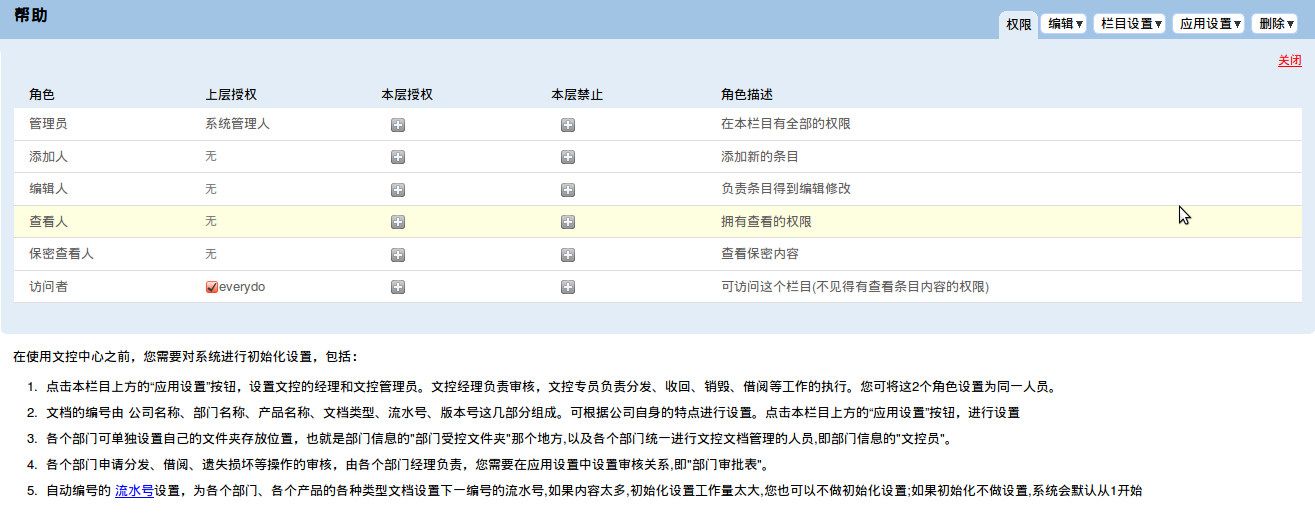 帮助
权限 编辑▼ 栏目设置▼ 应用设置▼ 删除▼
关闭
角色 上层授权 本层授权 本层禁止 角色描述
管理员 系统管理人 在本栏目有全部的权限
添加人 无 添加新的条目
编辑人 无 负责条目得到编辑修改
查看人 无 拥有查看的权限
保密查看人 无 查看保密内容
访问者 everydo 可访问这个栏目(不见得有查看条目内容的权限)
在使用文控中心之前，您需要对系统进行初始化设置，包括：
1. 点击本栏目上方的“应用设置”按钮，设置文控的经理和文控管理员。文控经理负责审核，文控专员负责分发、收回、销毁、借阅等工作的执行。您可将这2个角色设置为同一人员。
2. 文档的编号由 公司名称、部门名称、产品名称、文档类型、流水号、版本号这几部分组成。可根据公司自身的特点进行设置。点击本栏目上方的“应用设置”按钮，进行设置
3. 各个部门可单独设置自己的文件夹存放位置，也就是部门信息的"部门受控文件夹"那个地方,以及各个部门统一进行文控文档管理的人员,即部门信息的"文控员"。
4. 各个部门申请分发、借阅、遗失损坏等操作的审核，由各个部门经理负责，您需要在应用设置中设置审核关系,即"部门审批表"。
5. 自动编号的 流水号设置，为各个部门、各个产品的各种类型文档设置下一编号的流水号,如果内容太多,初始化设置工作量太大,您也可以不做初始化设置;如果初始化不做设置,系统会默认从1开始